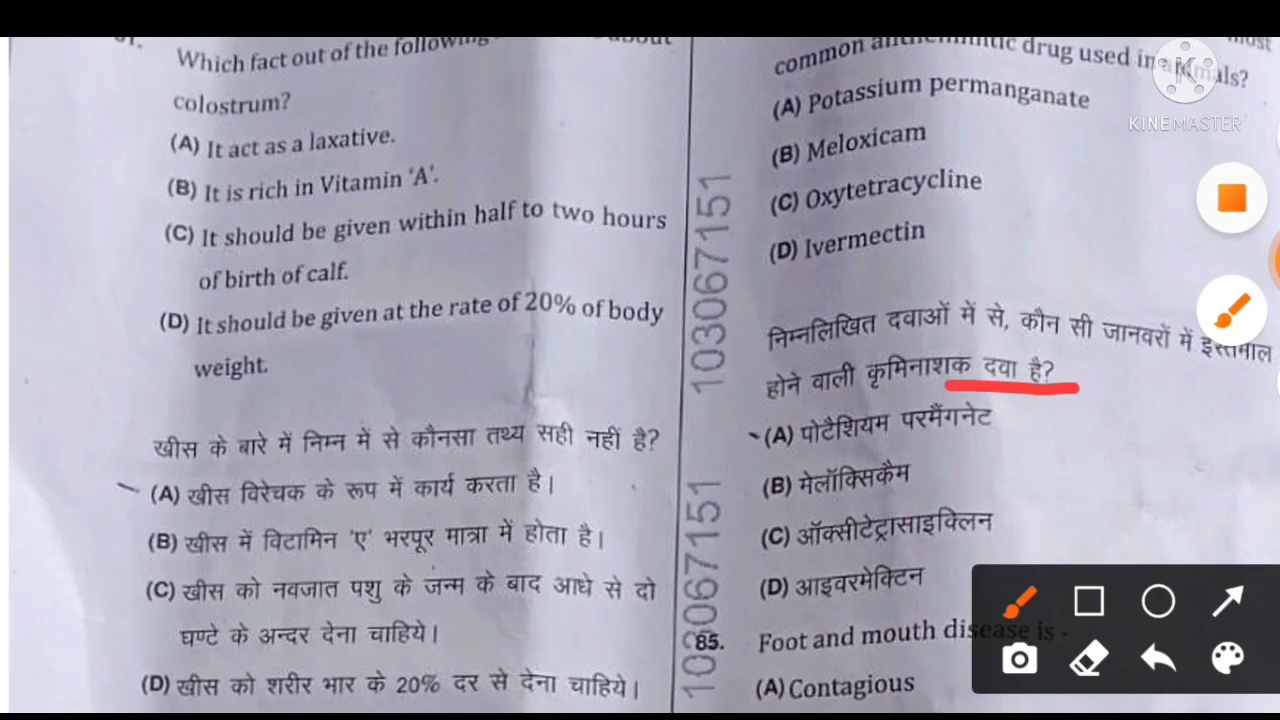 Which fact out of the following
colostrum?
(A) It act as a laxative.
(B) It is rich in Vitamin 'A'.
(C) It should be given within half to two hours
of birth of calf.
(D) It should be given at the rate of 20% of body
weight.
खीस के बारे में निम्न में से कौनसा तथ्य सही नहीं है?
(A) खीस विरेचक के रूप में कार्य करता है।
(B) खीस में विटामिन 'ए' भरपूर मात्रा में होता है।
(C) खीस को नवजात पशु के जन्म के बाद आधे से दो
घण्टे के अन्दर देना चाहिये।
(D) खीस को शरीर भार के 20% दर से देना चाहिये।
103067151
103067151
common drug used in
(A) Potassium permanganate
(B) Meloxicam
(C) Oxytetracycline
(D) Ivermectin
निम्नलिखित दवाओं में से, कौन सी जानवरों में इस्तेमाल
होने वाली कृमिनाशक दवा है?
(A) पोटैशियम परमैंगनेट
(B) मेलॉक्सिकैम
(C) ऑक्सीटेट्रासाइक्लिन
(D) आइवरमेक्टिन
85. Foot and mouth disease is -
(A) Contagious
KINEMASTER